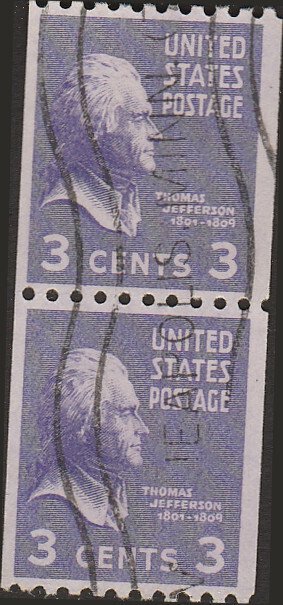 UNITED
STATES
POSTAGE
THOMAS
JEFFERSON
1801-1809
3 CENTS 3
UNITED
STATES
POSTAGE
THOMAS
JEFFERSON
1801-1809
3 CENTS 3